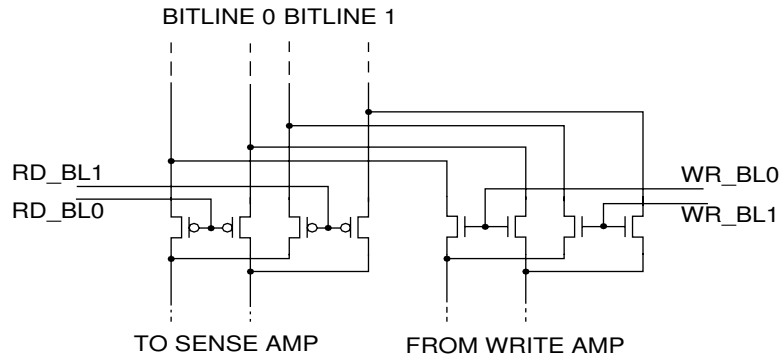 BITLINE 0 BITLINE 1
RD_BL1
WR_BL0
RD_BL0
WR_BL1
TO SENSE AMP
FROM WRITE AMP